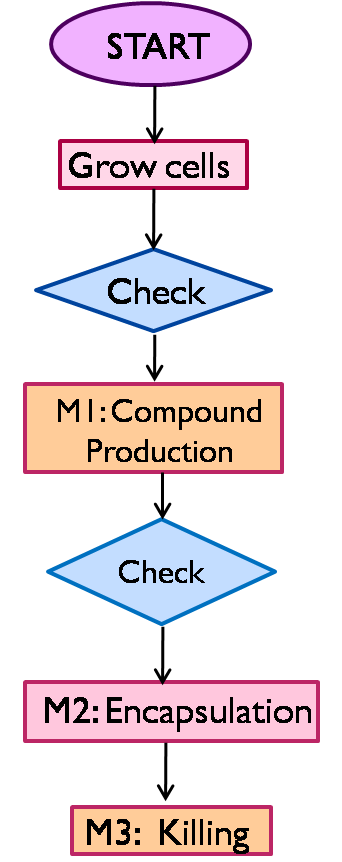 START
Grow cells
Check
M1: Compound
Production
Check
M2: Encapsulation
M3: Killing